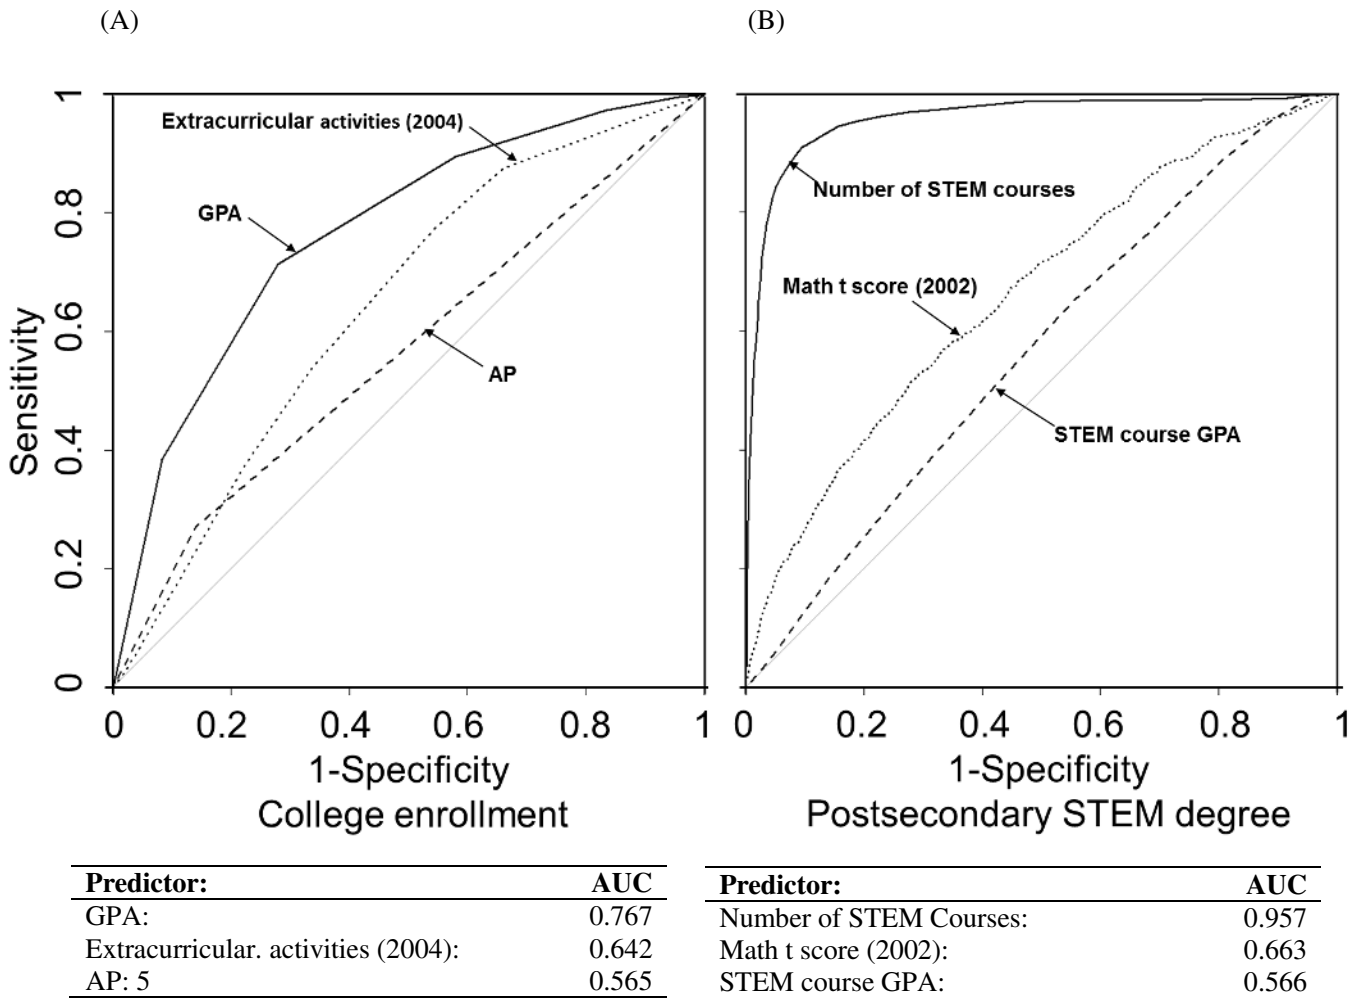 (A)
(B)
Extracurricular activities (2004)
GPA
AP
Sensitivity
0
0.2
0.4
0.6
0.8
1
0 0.2 0.4 0.6 0.8 1
1-Specificity
College enrollment
Number of STEM courses
Math t score (2002)
STEM course GPA
0 0.2 0.4 0.6 0.8 1
1-Specificity
Postsecondary STEM degree
Predictor: AUC
GPA: 0.767
Extracurricular. activities (2004): 0.642
AP: 5 0.565
Predictor: AUC
Number of STEM Courses: 0.957
Math t score (2002): 0.663
STEM course GPA: 0.566